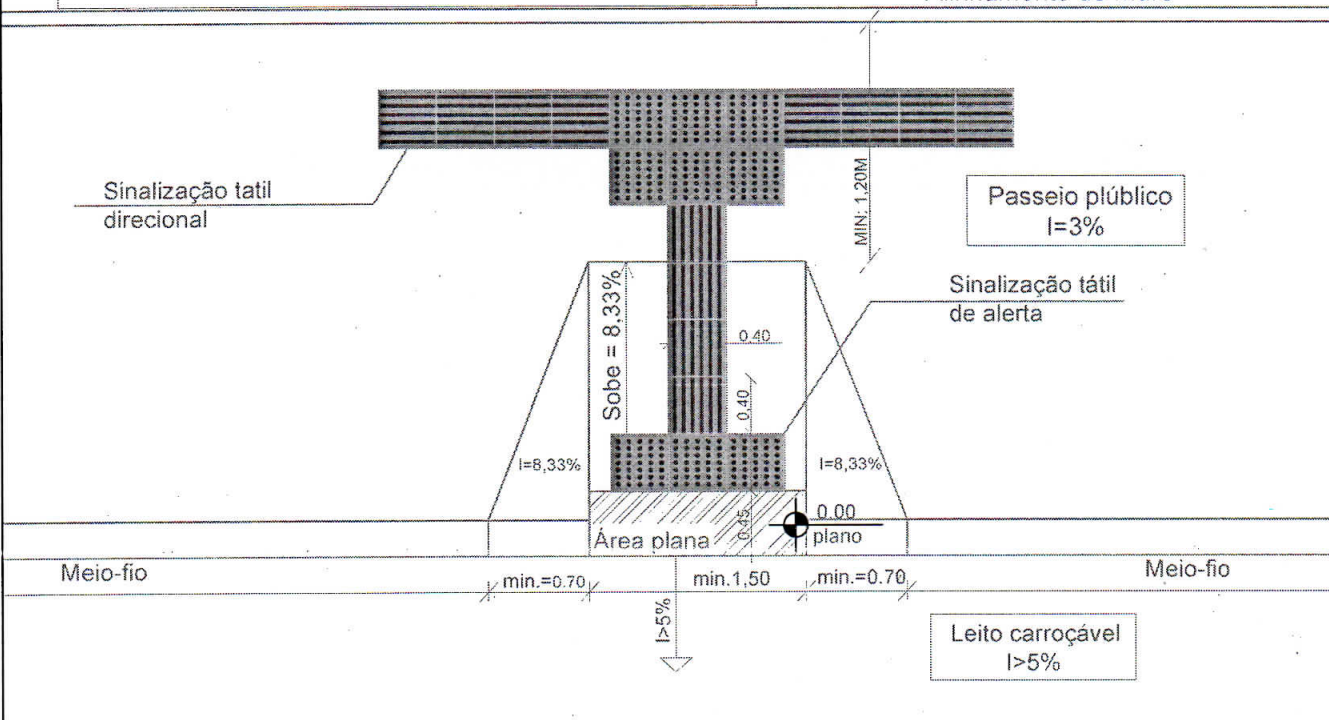 Sinalização tatil
direcional
MIN: 1,20M
Passeio plúblico
I=3%
Sinalização tátil
de alerta
Sobe = 8,33%
0,40
0,40
I=8,33%
I=8,33%
0,45
0.00
plano
Área plana
Meio-fio
min.=0.70
min.1,50
min.=0.70
Meio-fio
I>5%
Leito carroçável
I>5%